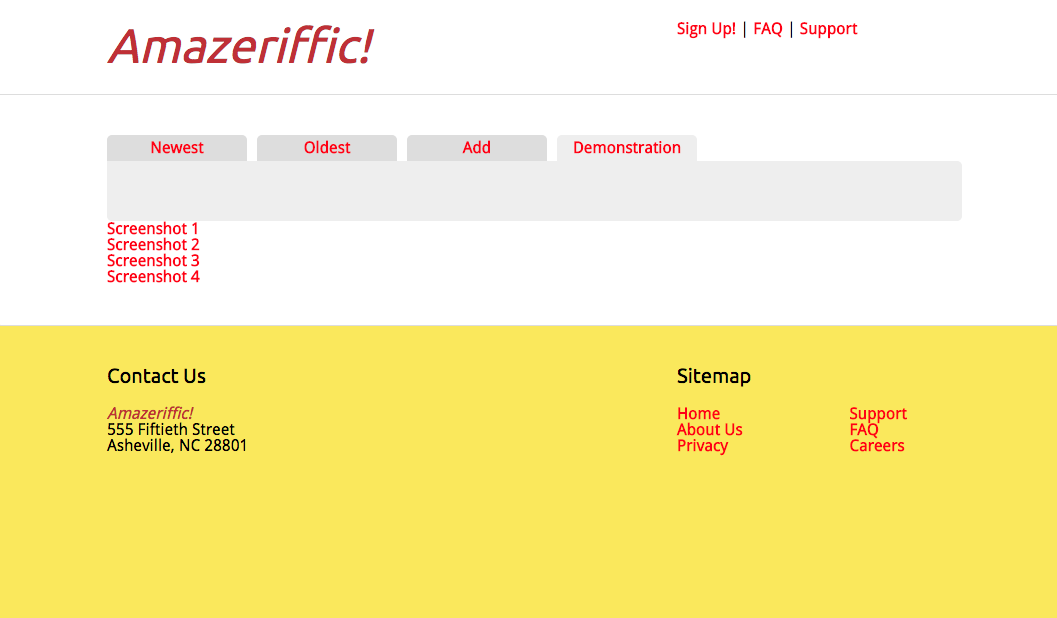 Amazeriffic!
Sign Up! | FAQ | Support
Newest
Oldest
Add
Demonstration
Screenshot 1
Screenshot 2
Screenshot 3
Screenshot 4
Contact Us
Amazeriffic!
555 Fiftieth Street
Asheville, NC 28801
Sitemap
Home
About Us
Privacy
Support
FAQ
Careers